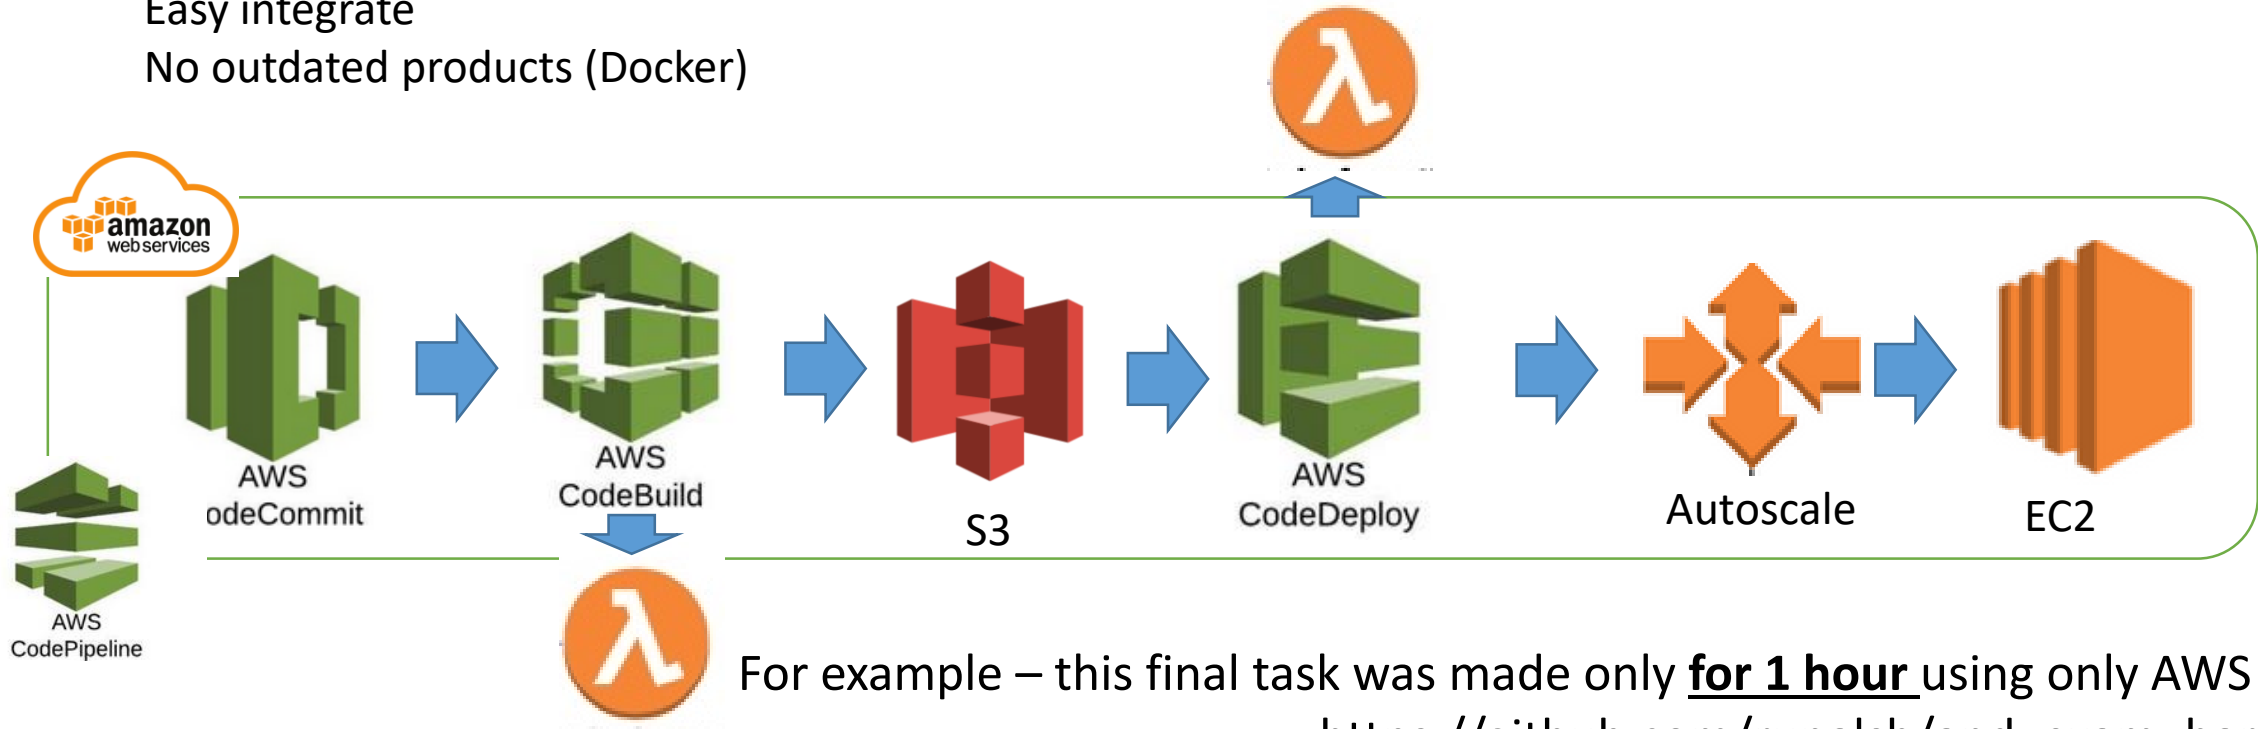 Easy integrate
No outdated products (Docker)
amazon
webservices
AWS
odeCommit
AWS
CodeBuild
S3
AWS
CodeDeploy
Autoscale
EC2
AWS
CodePipeline
For example – this final task was made only for 1 hour using only AWS